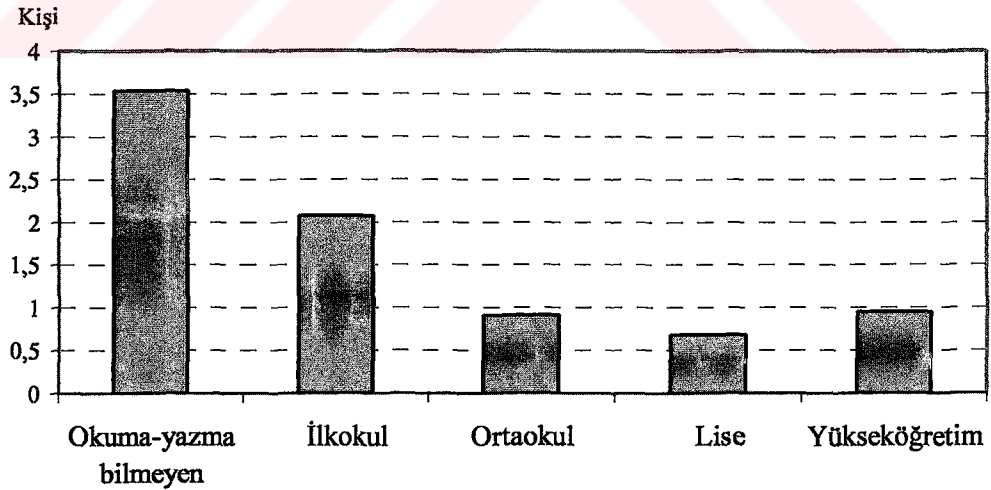 Kişi
4
3,5
3
2,5
2
1,5
1
0,5
0
Okuma-yazma bilmeyen
İlkokul
Ortaokul
Lise
Yükseköğretim